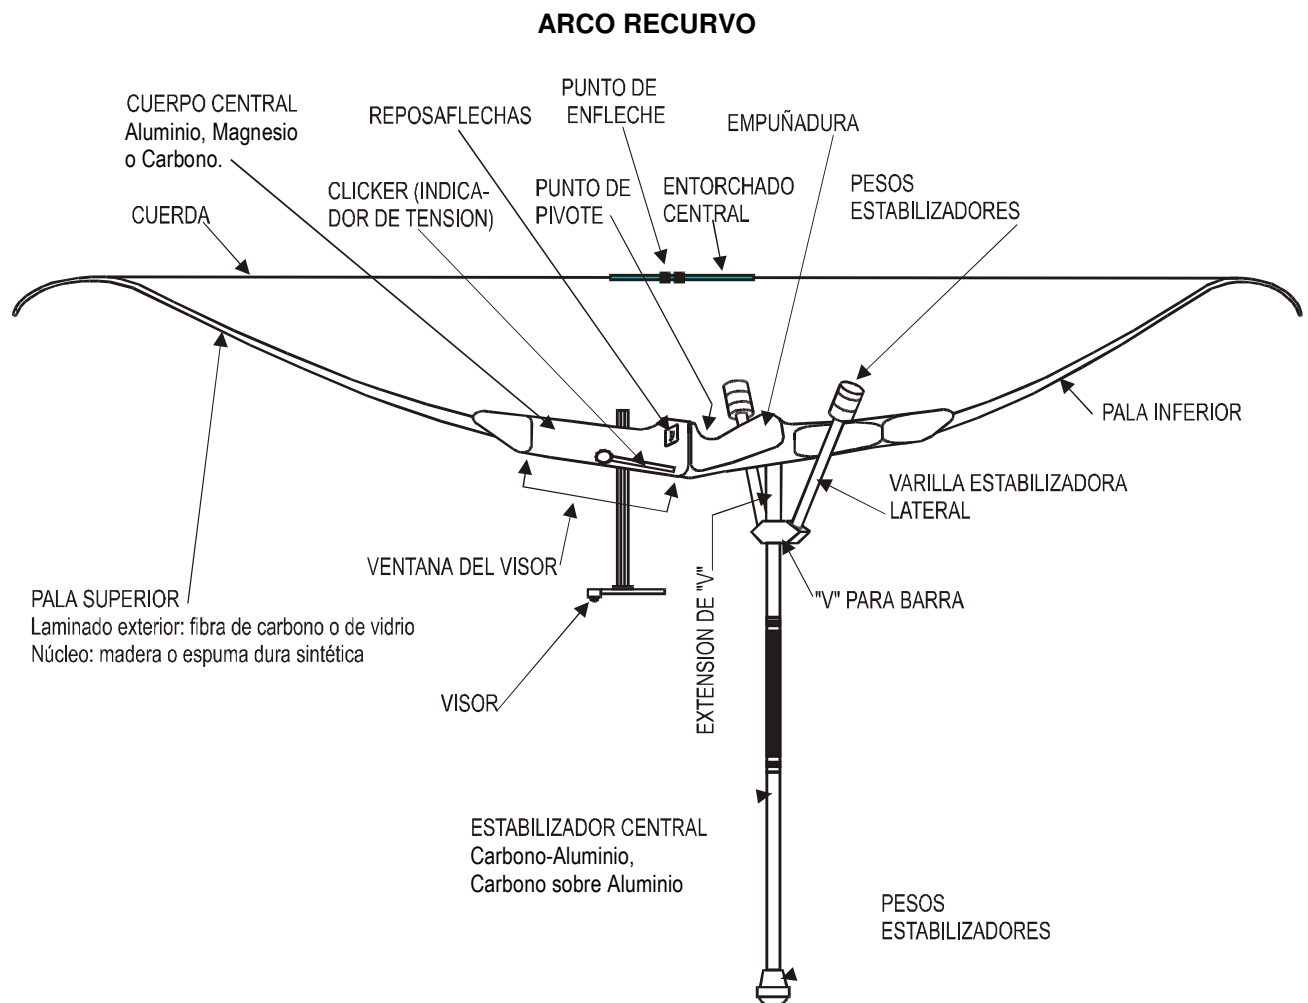 ARCO RECURVO
CUERPO CENTRAL
Aluminio, Magnesio
o Carbono.
REPOSAFLECHAS
PUNTO DE
ENFLECHE
EMPUÑADURA
CLICKER (INDICA-
DOR DE TENSION)
PUNTO DE
PIVOTE
ENTORCHADO
CENTRAL
PESOS
ESTABILIZADORES
CUERDA
PALA INFERIOR
VARILLA ESTABILIZADORA
LATERAL
VENTANA DEL VISOR
EXTENSION DE "V"
"V" PARA BARRA
PALA SUPERIOR
Laminado exterior: fibra de carbono o de vidrio
Núcleo: madera o espuma dura sintética
VISOR
ESTABILIZADOR CENTRAL
Carbono-Aluminio,
Carbono sobre Aluminio
PESOS
ESTABILIZADORES